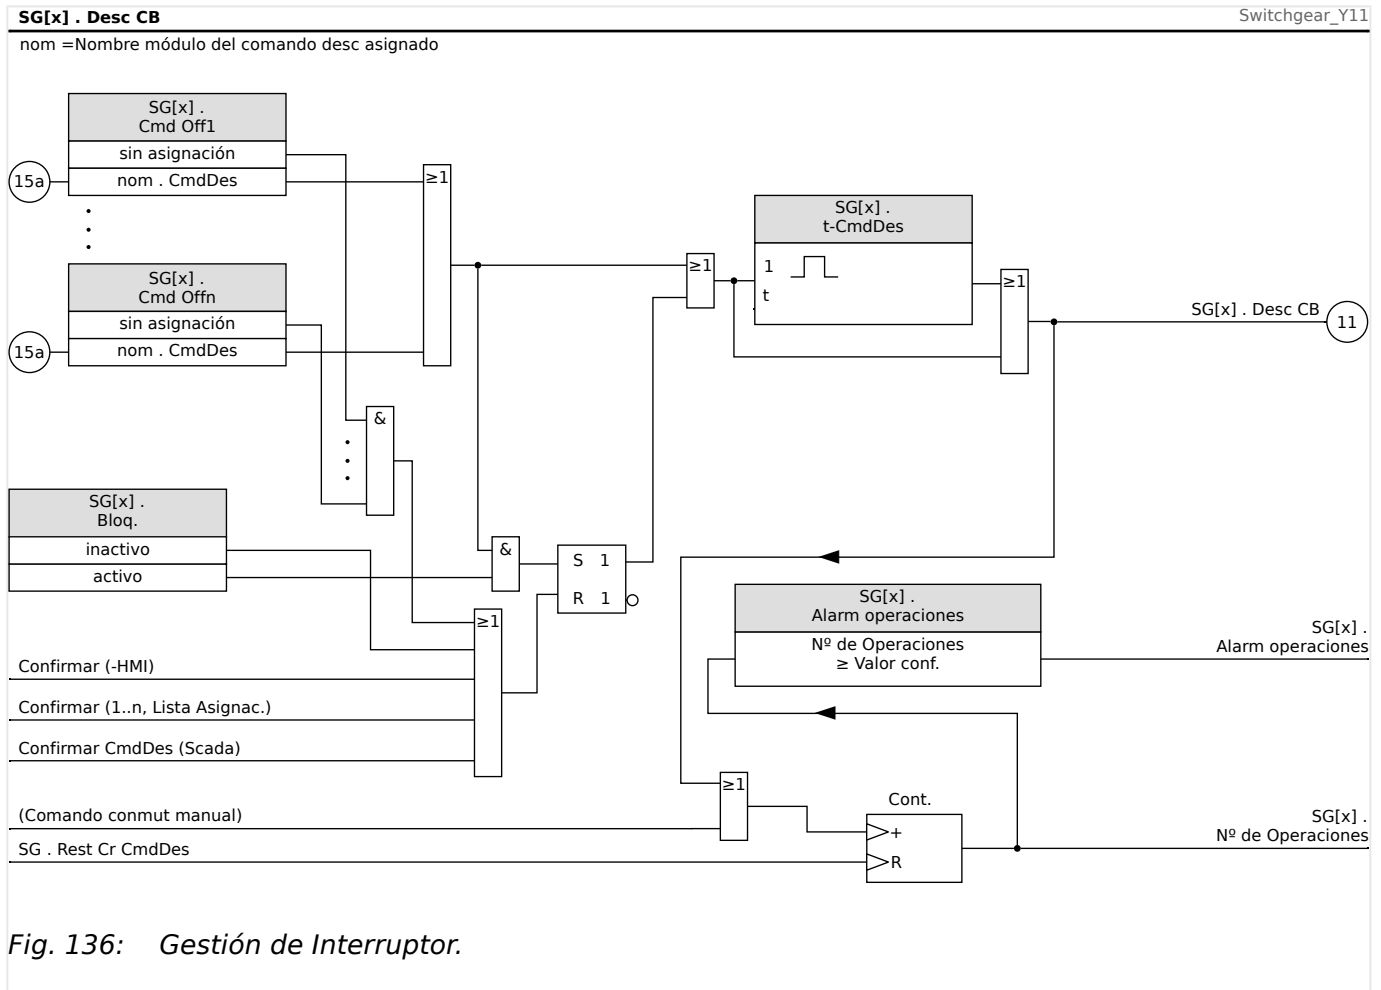 SG[x] . Desc CB
Switchgear_Y11
nom =Nombre módulo del comando desc asignado
SG[x] .
Cmd Off1
sin asignación
15a
nom . CmdDes
≥1
SG[x] .
t-CmdDes
SG[x] .
Cmd Offn
≥1
1
t
≥1
sin asignación
15a
nom . CmdDes
SG[x] . Desc CB
11
&
SG[x] .
Bloq.
inactivo
activo
&
S 1
R 1
≥1
SG[x] .
Alarm operaciones
Nº de Operaciones
≥ Valor conf.
SG[x] .
Alarm operaciones
Confirmar (-HMI)
Confirmar (1..n, Lista Asignac.)
Confirmar CmdDes (Scada)
≥1
Cont.
(Comando conmut manual)
+
SG[x] .
Nº de Operaciones
SG . Rest Cr CmdDes
R
Fig. 136: Gestión de Interruptor.